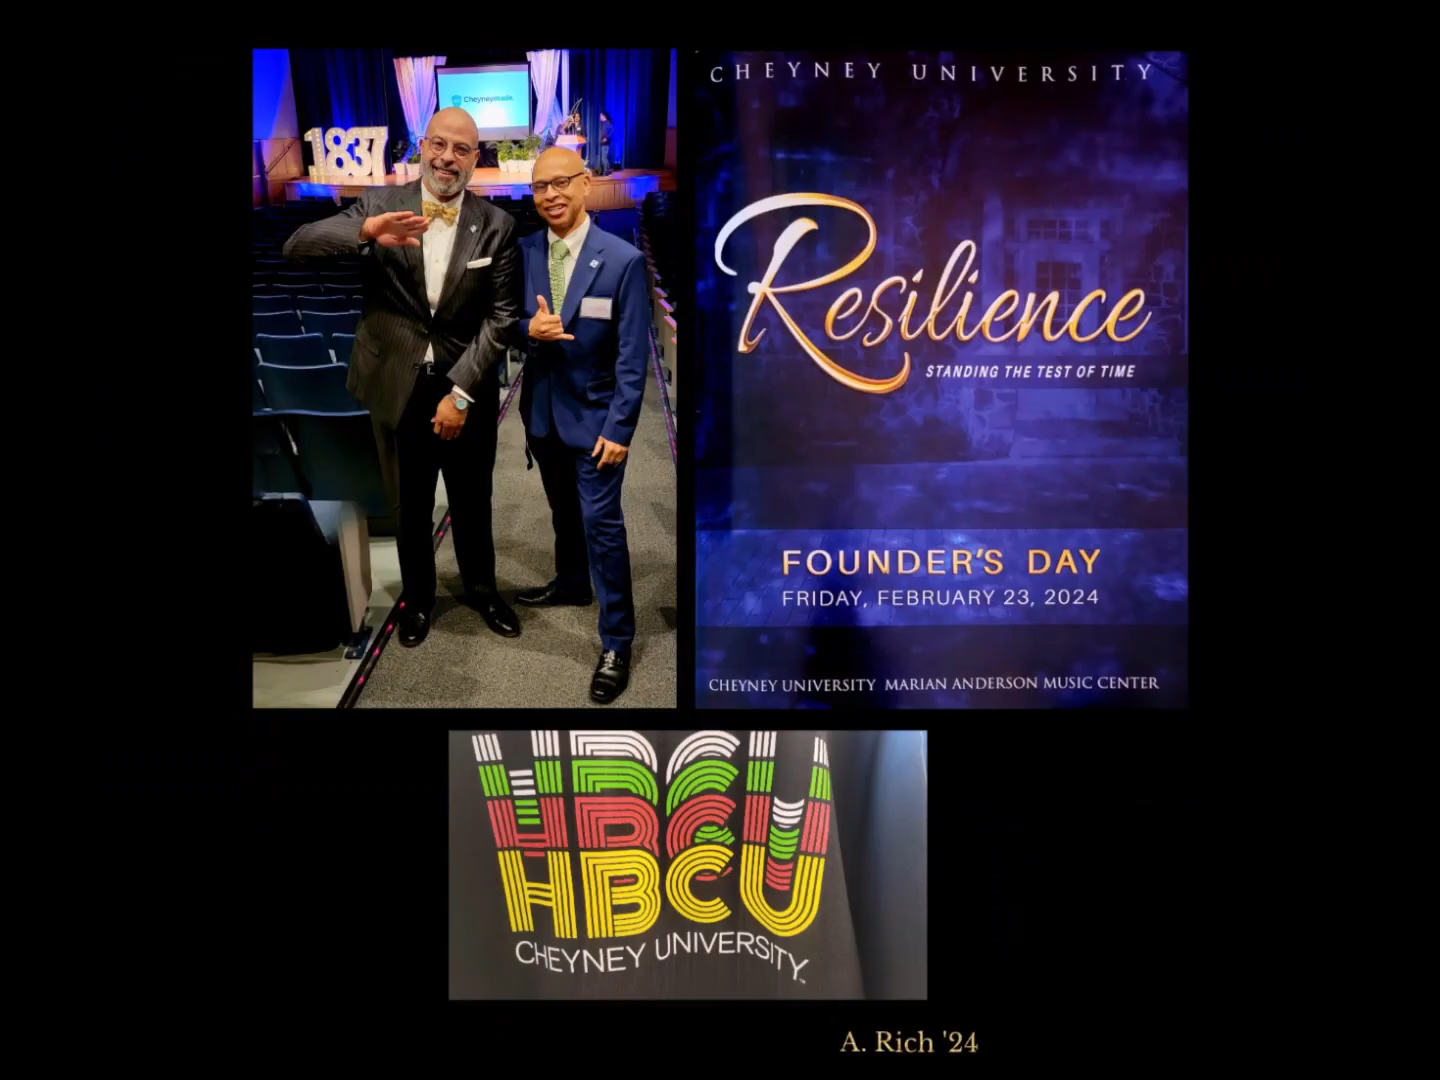 1837
Cheyneymade.
CHEYNEY UNIVERSITY
Resilience
STANDING THE TEST OF TIME
FOUNDER'S DAY
FRIDAY, FEBRUARY 23, 2024
CHEYNEY UNIVERSITY MARIAN ANDERSON MUSIC CENTER
HBCU
HBCU
HBCU
CHEYNEY UNIVERSITY
A. Rich '24